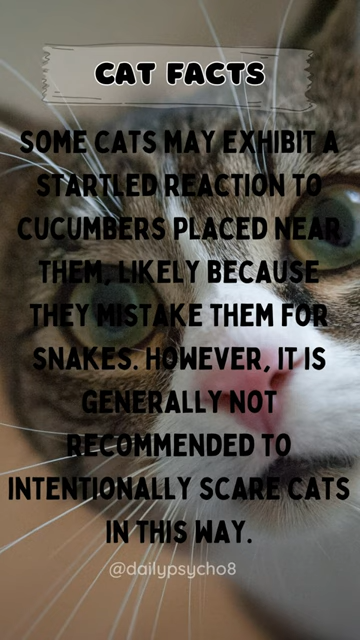 CAT FACTS
SOME CATS MAY EXHIBIT A
STARTLED REACTION TO
CUCUMBERS PLACED NEAR
THEM, LIKELY BECAUSE
THEY MISTAKE THEM FOR
SNAKES. HOWEVER, IT IS
GENERALLY NOT
RECOMMENDED TO
INTENTIONALLY SCARE CATS
IN THIS WAY.
@dailypsycho8